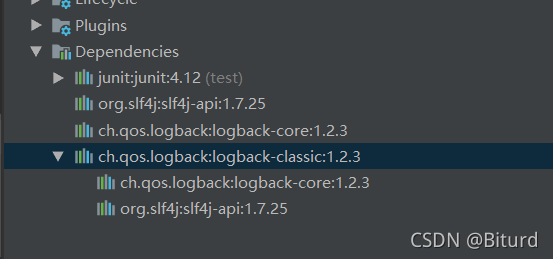 Lifecycle
Plugins
Dependencies
junit:junit:4.12 (test)
org.slf4j:slf4j-api:1.7.25
ch.qos.logback:logback-core:1.2.3
ch.qos.logback:logback-classic:1.2.3
ch.qos.logback:logback-core:1.2.3
org.slf4j:slf4j-api:1.7.25
CSDN @Biturd